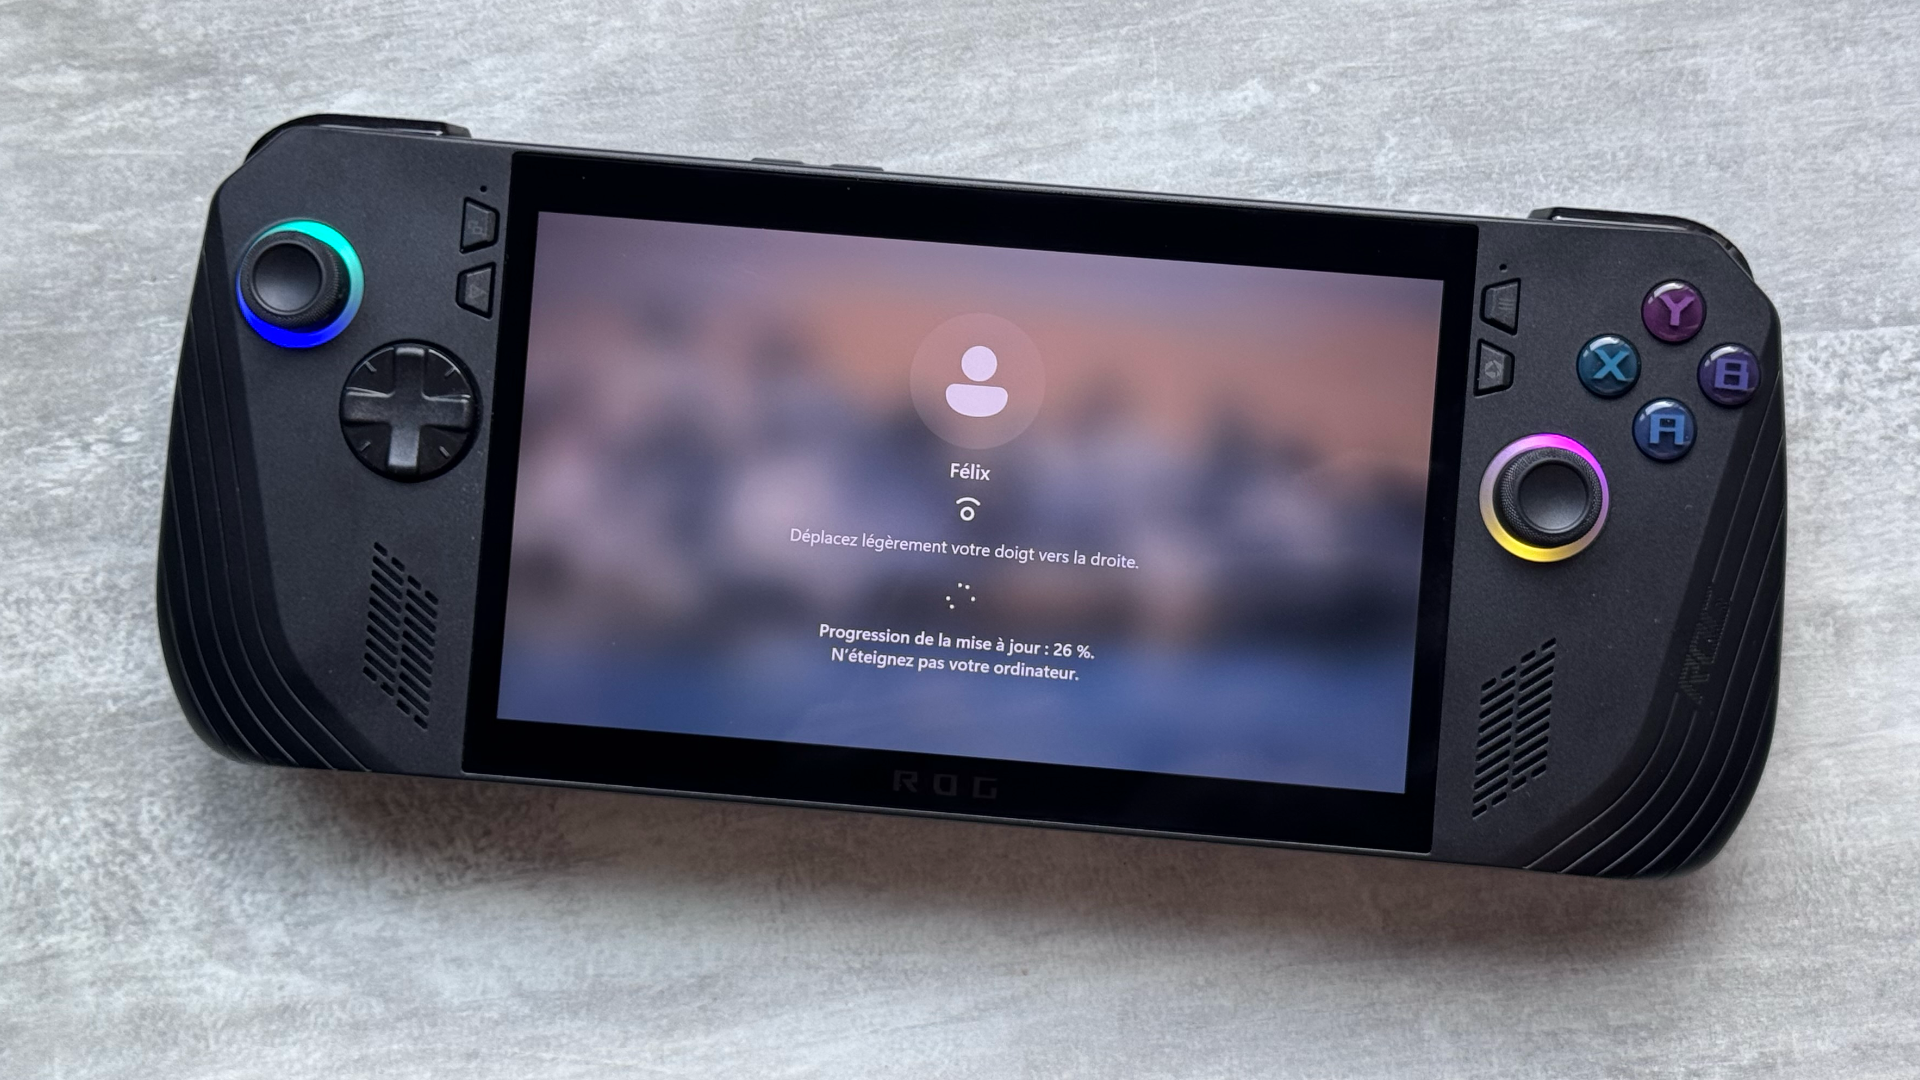 Y
X
B
A
Félix
Déplacez légèrement votre doigt vers la droite.
Progression de la mise à jour : 26 %.
N'éteignez pas votre ordinateur.
ROG